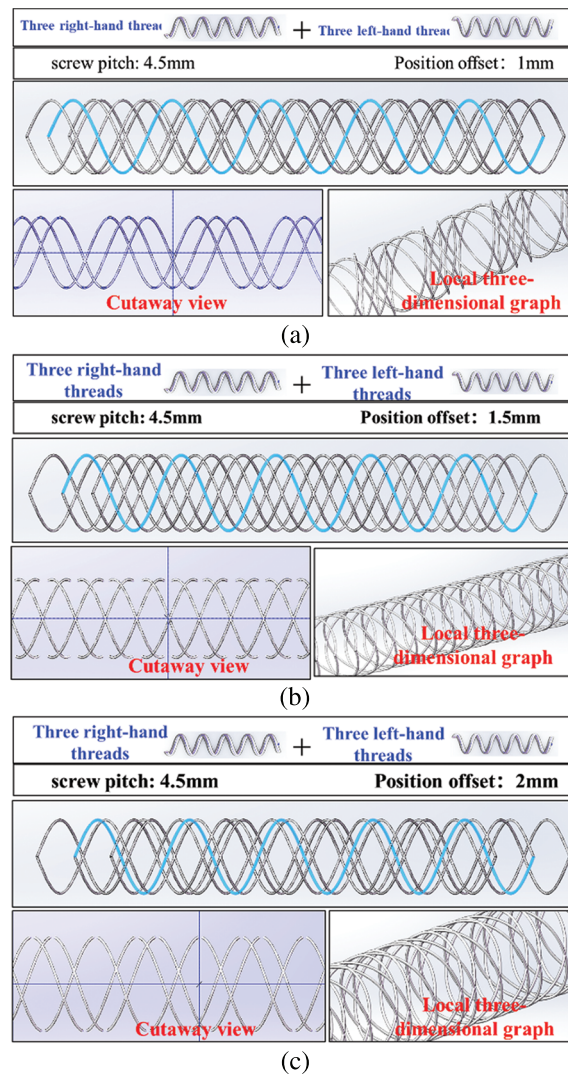 Three right-hand thread + Three left-hand thread
screw pitch: 4.5mm Position offset: 1mm
Cutaway view
Local three-
dimensional graph
(a)
Three right-hand
threads
+
Three left-hand
threads
screw pitch: 4.5mm Position offset: 1.5mm
Cutaway view
Local three-
dimensional graph
(b)
Three right-hand
threads
+
Three left-hand
threads
screw pitch: 4.5mm Position offset: 2mm
Cutaway view
Local three-
dimensional graph
(c)